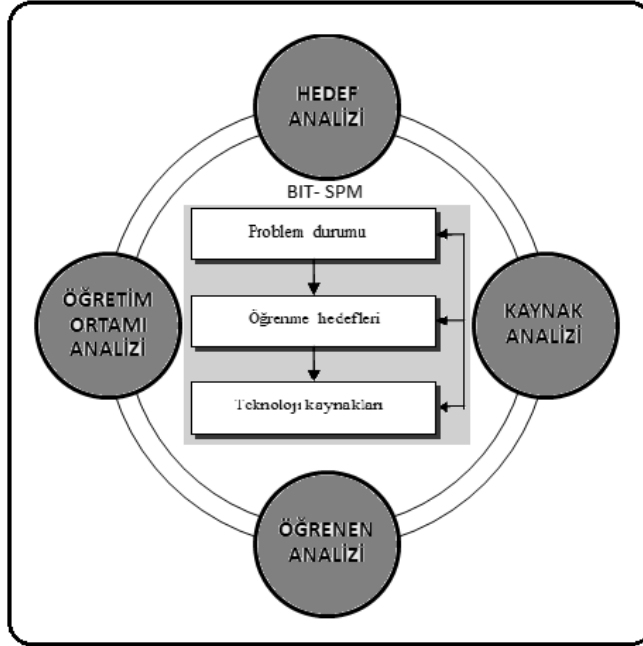 HEDEF
ANALİZİ
BIT- SPM
Problem durumu
Öğrenme hedefleri
Teknoloji kaynakları
ÖĞRETİM
ORTAMI
ANALİZİ
KAYNAK
ANALİZİ
ÖĞRENEN
ANALİZİ